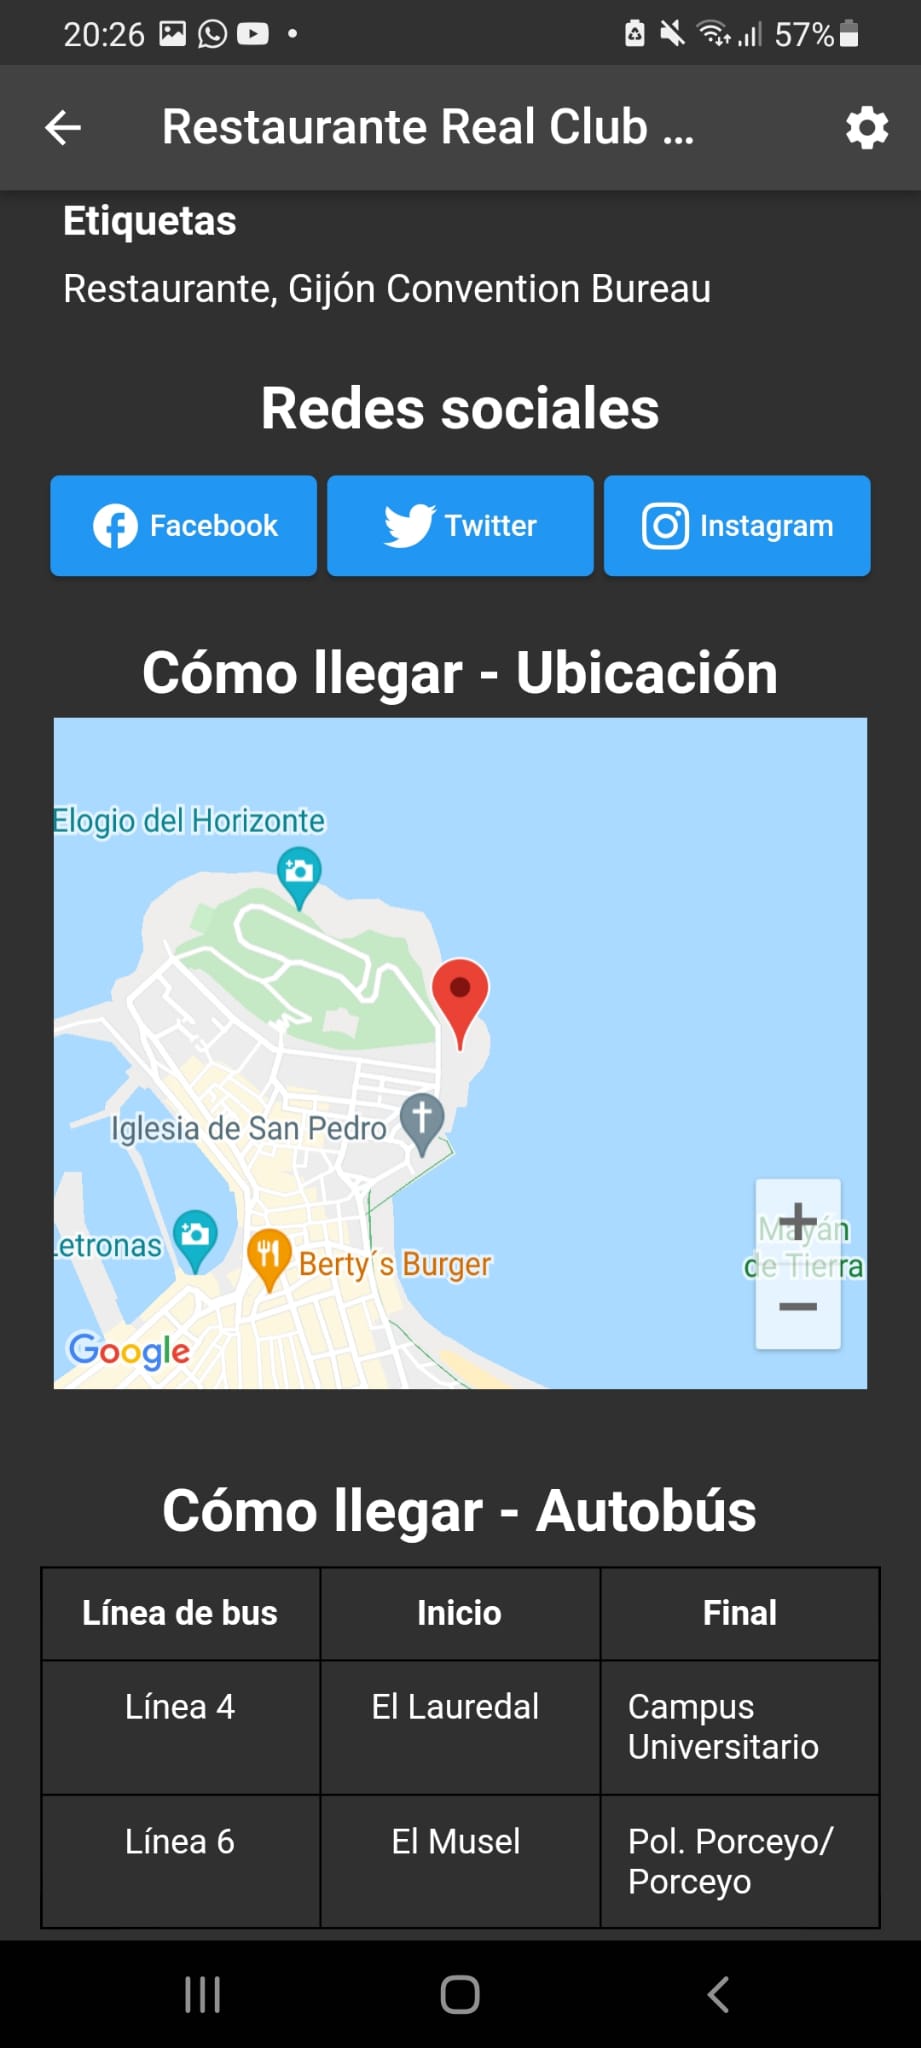 20:26 57%
Restaurante Real Club ...
Etiquetas
Restaurante, Gijón Convention Bureau
Redes sociales
Facebook Twitter Instagram
Cómo llegar - Ubicación
Elogio del Horizonte
Iglesia de San Pedro
Letronas
Berty´s Burger
Mayán
de Tierra
+
−
Google
Cómo llegar - Autobús
Línea de bus Inicio Final
Línea 4 El Lauredal Campus
Universitario
Línea 6 El Musel Pol. Porceyo/
Porceyo